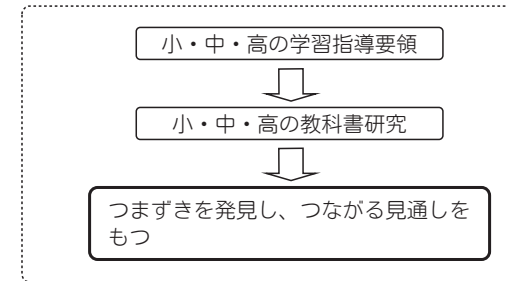 小・中・高の学習指導要領
小・中・高の教科書研究
つまずきを発見し、つながる見通しを
もつ